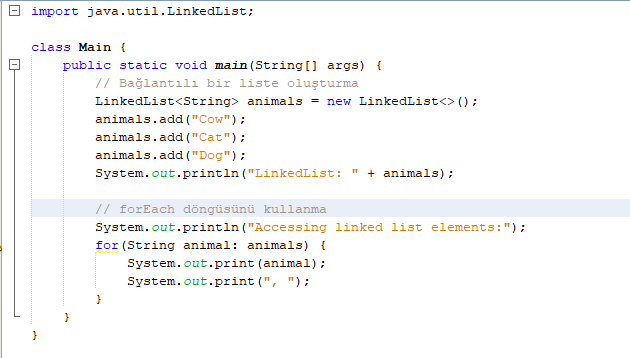 import java.util.LinkedList;
class Main {
public static void main(String[] args) {
// Bağlantılı bir liste oluşturma
LinkedList<String> animals = new LinkedList<>();
animals.add("Cow");
animals.add("Cat");
animals.add("Dog");
System.out.println("LinkedList: " + animals);
// forEach döngüsünü kullanma
System.out.println("Accessing linked list elements:");
for(String animal: animals) {
System.out.print(animal);
System.out.print(", ");
}
}
}